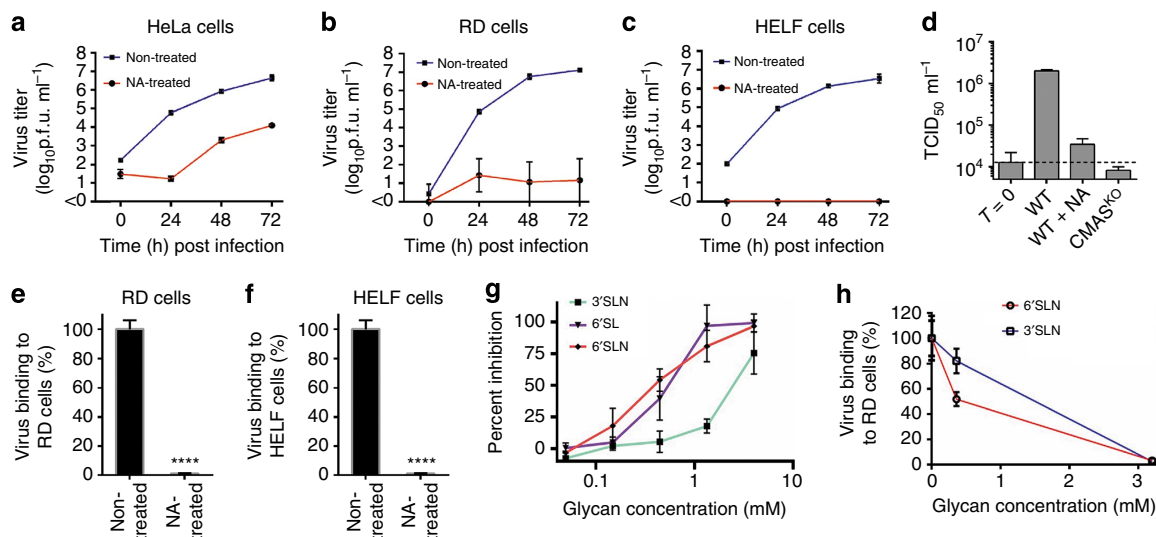 a
HeLa cells
Virus titer
(log10p.f.u. ml−1)
8
7
6
5
4
3
2
1
<0
Non-treated
NA-treated
0 24 48 72
Time (h) post infection
b
RD cells
Virus titer
(log10p.f.u. ml−1)
8
7
6
5
4
3
2
1
<0
Non-treated
NA-treated
0 24 48 72
Time (h) post infection
c
HELF cells
Virus titer
(log10p.f.u. ml−1)
8
7
6
5
4
3
2
1
<0
Non-treated
NA-treated
0 24 48 72
Time (h) post infection
d
TCID50 ml−1
10^7
10^6
10^5
10^4
T = 0
WT
WT + NA
CMAS^KO
e
RD cells
Virus binding to
RD cells (%)
100
80
60
40
20
0
Non-
treated
NA-
treated
****
f
HELF cells
Virus binding to
HELF cells (%)
100
80
60
40
20
0
Non-
treated
NA-
treated
****
g
Percent inhibition
100
75
50
25
0
3′SLN
6′SL
6′SLN
0.1 1 10
Glycan concentration (mM)
h
Virus binding
to RD cells (%)
120
100
80
60
40
20
0
6′SLN
3′SLN
0 1 2 3
Glycan concentration (mM)